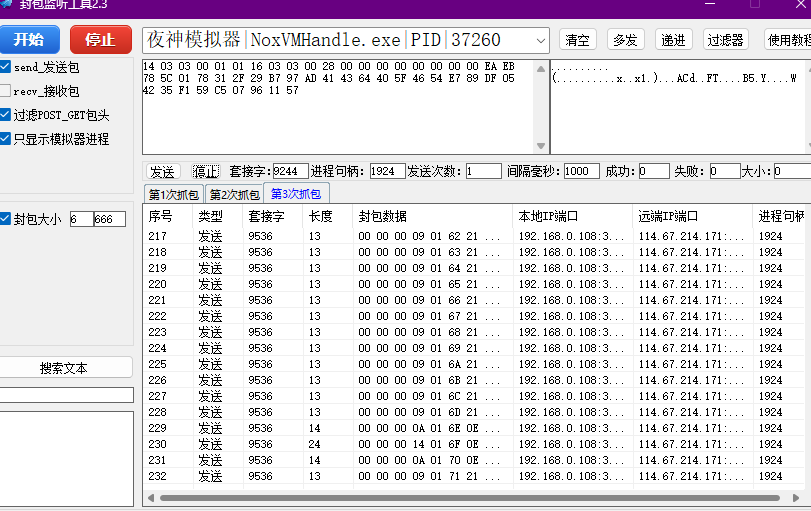 封包监听工具2.3
开始 停止 夜神模拟器|NoxVMHandle.exe|PID|37260 清空 多发 递进 过滤器 使用教程
send_发送包
recv_接收包
过滤POST_GET包头
只显示模拟器进程
14 03 03 00 01 01 16 03 03 00 28 00 00 00 00 00 00 00 00 EA EB
78 5C 01 78 31 2F 29 B7 97 AD 41 43 64 40 5F 46 54 E7 89 DF 05
42 35 F1 59 C5 07 96 11 57
..........
(..........x..x1.)...ACd..FT....B5.Y....W
发送 停止 套接字:9244 进程句柄:1924 发送次数:1 间隔毫秒:1000 成功:0 失败:0 大小:0
第1次抓包 第2次抓包 第3次抓包
封包大小 6 666
搜索文本
序号 类型 套接字 长度 封包数据 本地IP端口 远端IP端口 进程句柄
217 发送 9536 13 00 00 00 09 01 62 21 ... 192.168.0.108:3... 114.67.214.171:... 1924
218 发送 9536 13 00 00 00 09 01 63 21 ... 192.168.0.108:3... 114.67.214.171:... 1924
219 发送 9536 13 00 00 00 09 01 64 21 ... 192.168.0.108:3... 114.67.214.171:... 1924
220 发送 9536 13 00 00 00 09 01 65 21 ... 192.168.0.108:3... 114.67.214.171:... 1924
221 发送 9536 13 00 00 00 09 01 66 21 ... 192.168.0.108:3... 114.67.214.171:... 1924
222 发送 9536 13 00 00 00 09 01 67 21 ... 192.168.0.108:3... 114.67.214.171:... 1924
223 发送 9536 13 00 00 00 09 01 68 21 ... 192.168.0.108:3... 114.67.214.171:... 1924
224 发送 9536 13 00 00 00 09 01 69 21 ... 192.168.0.108:3... 114.67.214.171:... 1924
225 发送 9536 13 00 00 00 09 01 6A 21 ... 192.168.0.108:3... 114.67.214.171:... 1924
226 发送 9536 13 00 00 00 09 01 6B 21 ... 192.168.0.108:3... 114.67.214.171:... 1924
227 发送 9536 13 00 00 00 09 01 6C 21 ... 192.168.0.108:3... 114.67.214.171:... 1924
228 发送 9536 13 00 00 00 09 01 6D 21 ... 192.168.0.108:3... 114.67.214.171:... 1924
229 发送 9536 14 00 00 00 0A 01 6E 0E ... 192.168.0.108:3... 114.67.214.171:... 1924
230 发送 9536 24 00 00 00 14 01 6F 0E ... 192.168.0.108:3... 114.67.214.171:... 1924
231 发送 9536 14 00 00 00 0A 01 70 0E ... 192.168.0.108:3... 114.67.214.171:... 1924
232 发送 9536 13 00 00 00 09 01 71 21 ... 192.168.0.108:3... 114.67.214.171:... 1924